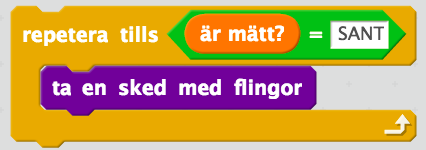 repetera tills är mätt? = SANT
ta en sked med flingor